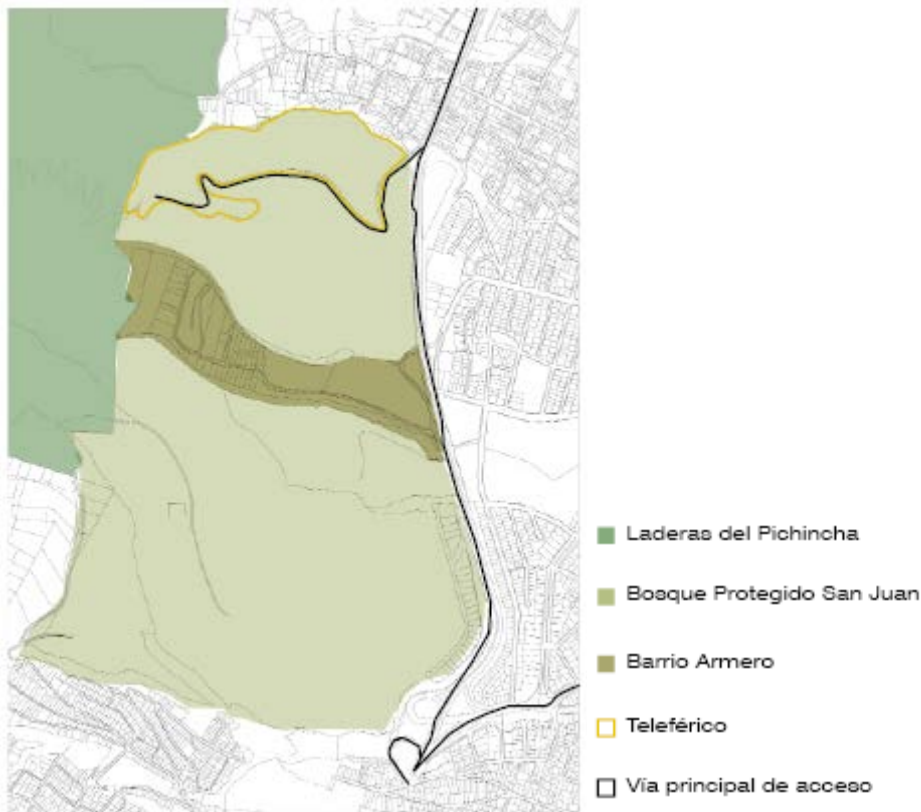 Laderas del Pichincha
Bosque Protegido San Juan
Barrio Armero
Teleférico
Vía principal de acceso